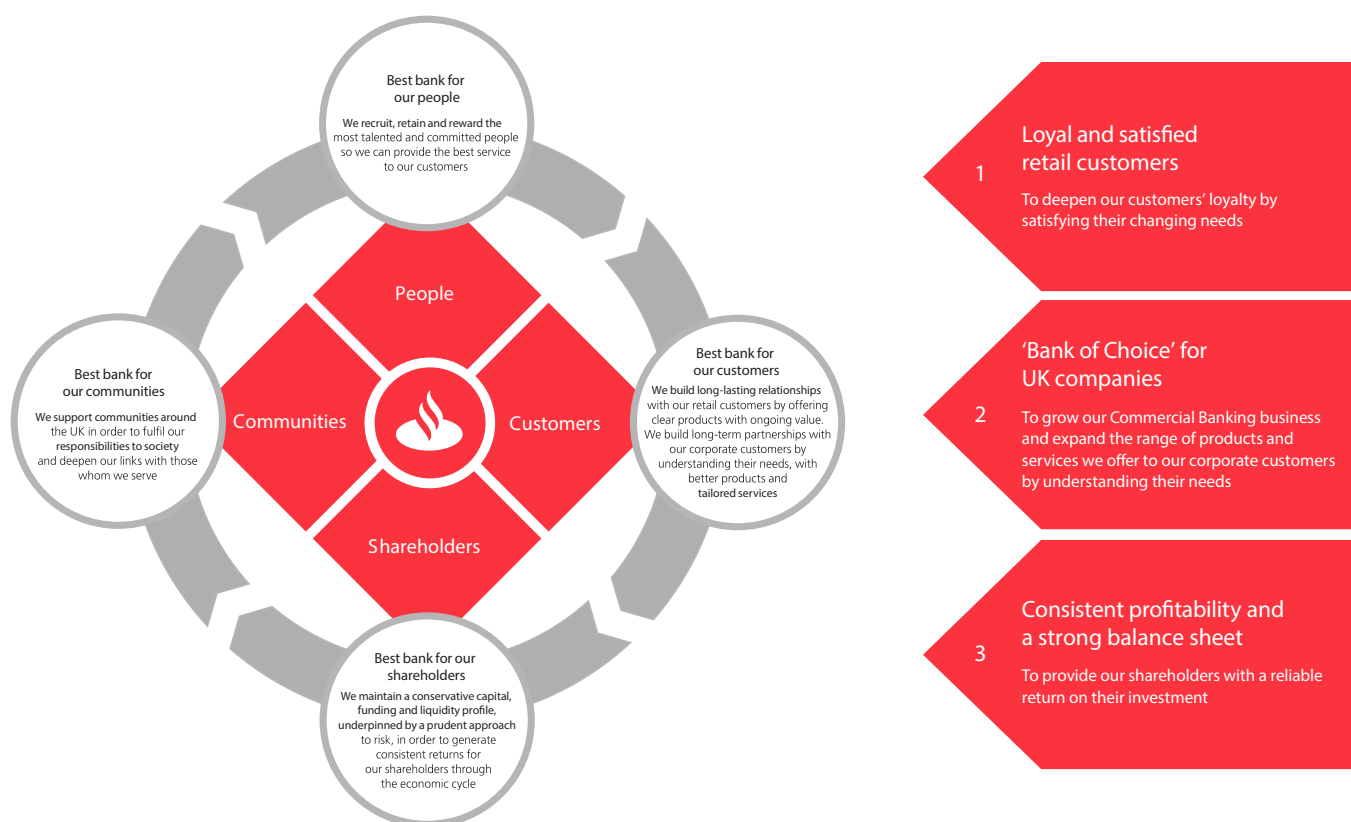 Best bank for
our people
We recruit, retain and reward the
most talented and committed people
so we can provide the best service
to our customers
People
Best bank for
our communities
We support communities around
the UK in order to fulfil our
responsibilities to society
and deepen our links with those
whom we serve
Communities
Customers
Best bank for
our customers
We build long-lasting relationships
with our retail customers by offering
clear products with ongoing value.
We build long-term partnerships with
our corporate customers by
understanding their needs, with
better products and
tailored services
Shareholders
Best bank for our
shareholders
We maintain a conservative capital,
funding and liquidity profile,
underpinned by a prudent approach
to risk, in order to generate
consistent returns for
our shareholders through
the economic cycle
1
Loyal and satisfied
retail customers
To deepen our customers’ loyalty by
satisfying their changing needs
2
‘Bank of Choice’ for
UK companies
To grow our Commercial Banking business
and expand the range of products and
services we offer to our corporate customers
by understanding their needs
3
Consistent profitability and
a strong balance sheet
To provide our shareholders with a reliable
return on their investment